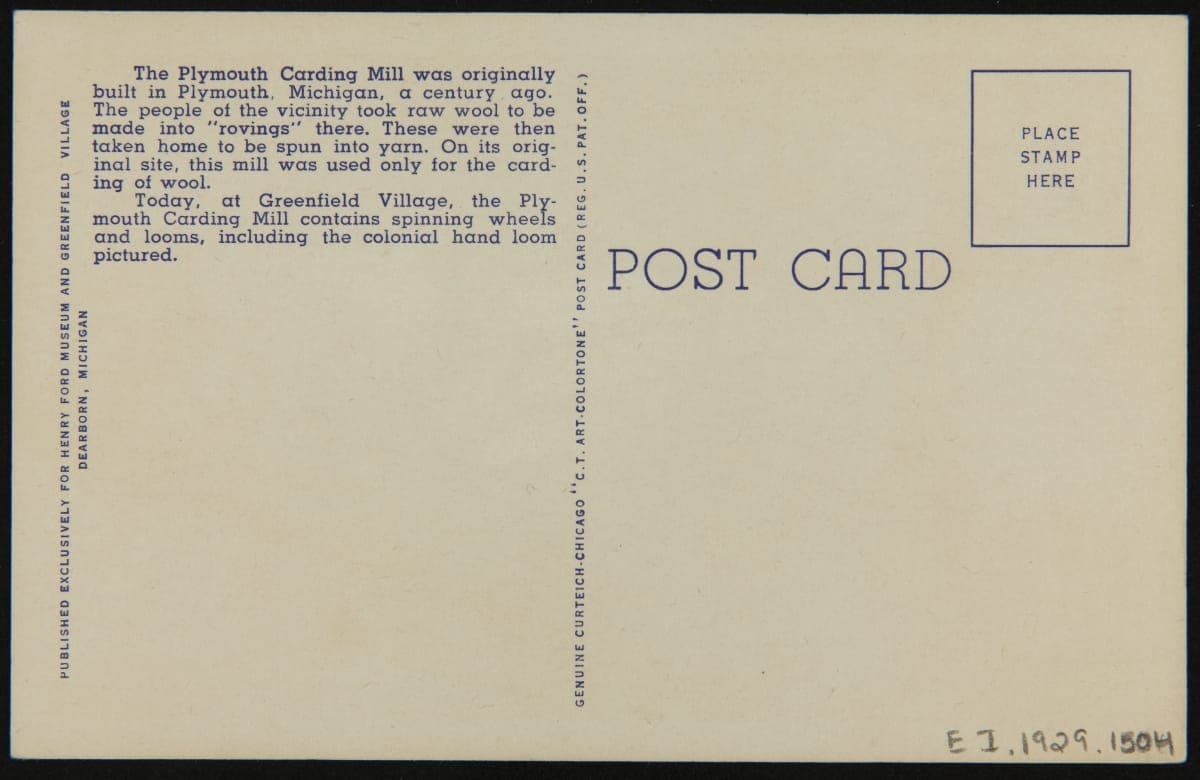 The Plymouth Carding Mill was originally
built in Plymouth, Michigan, a century ago.
The people of the vicinity took raw wool to be
made into "rovings" there. These were then
taken home to be spun into yarn. On its orig-
inal site, this mill was used only for the card-
ing of wool.
Today, at Greenfield Village, the Ply-
mouth Carding Mill contains spinning wheels
and looms, including the colonial hand loom
pictured.
PUBLISHED EXCLUSIVELY FOR HENRY FORD MUSEUM AND GREENFIELD VILLAGE
DEARBORN, MICHIGAN
GENUINE CURTEICH-CHICAGO "C.T. ART-COLORTONE" POST CARD (REG. U.S. PAT. OFF.)
POST CARD
PLACE
STAMP
HERE
E I. 1929. 1504